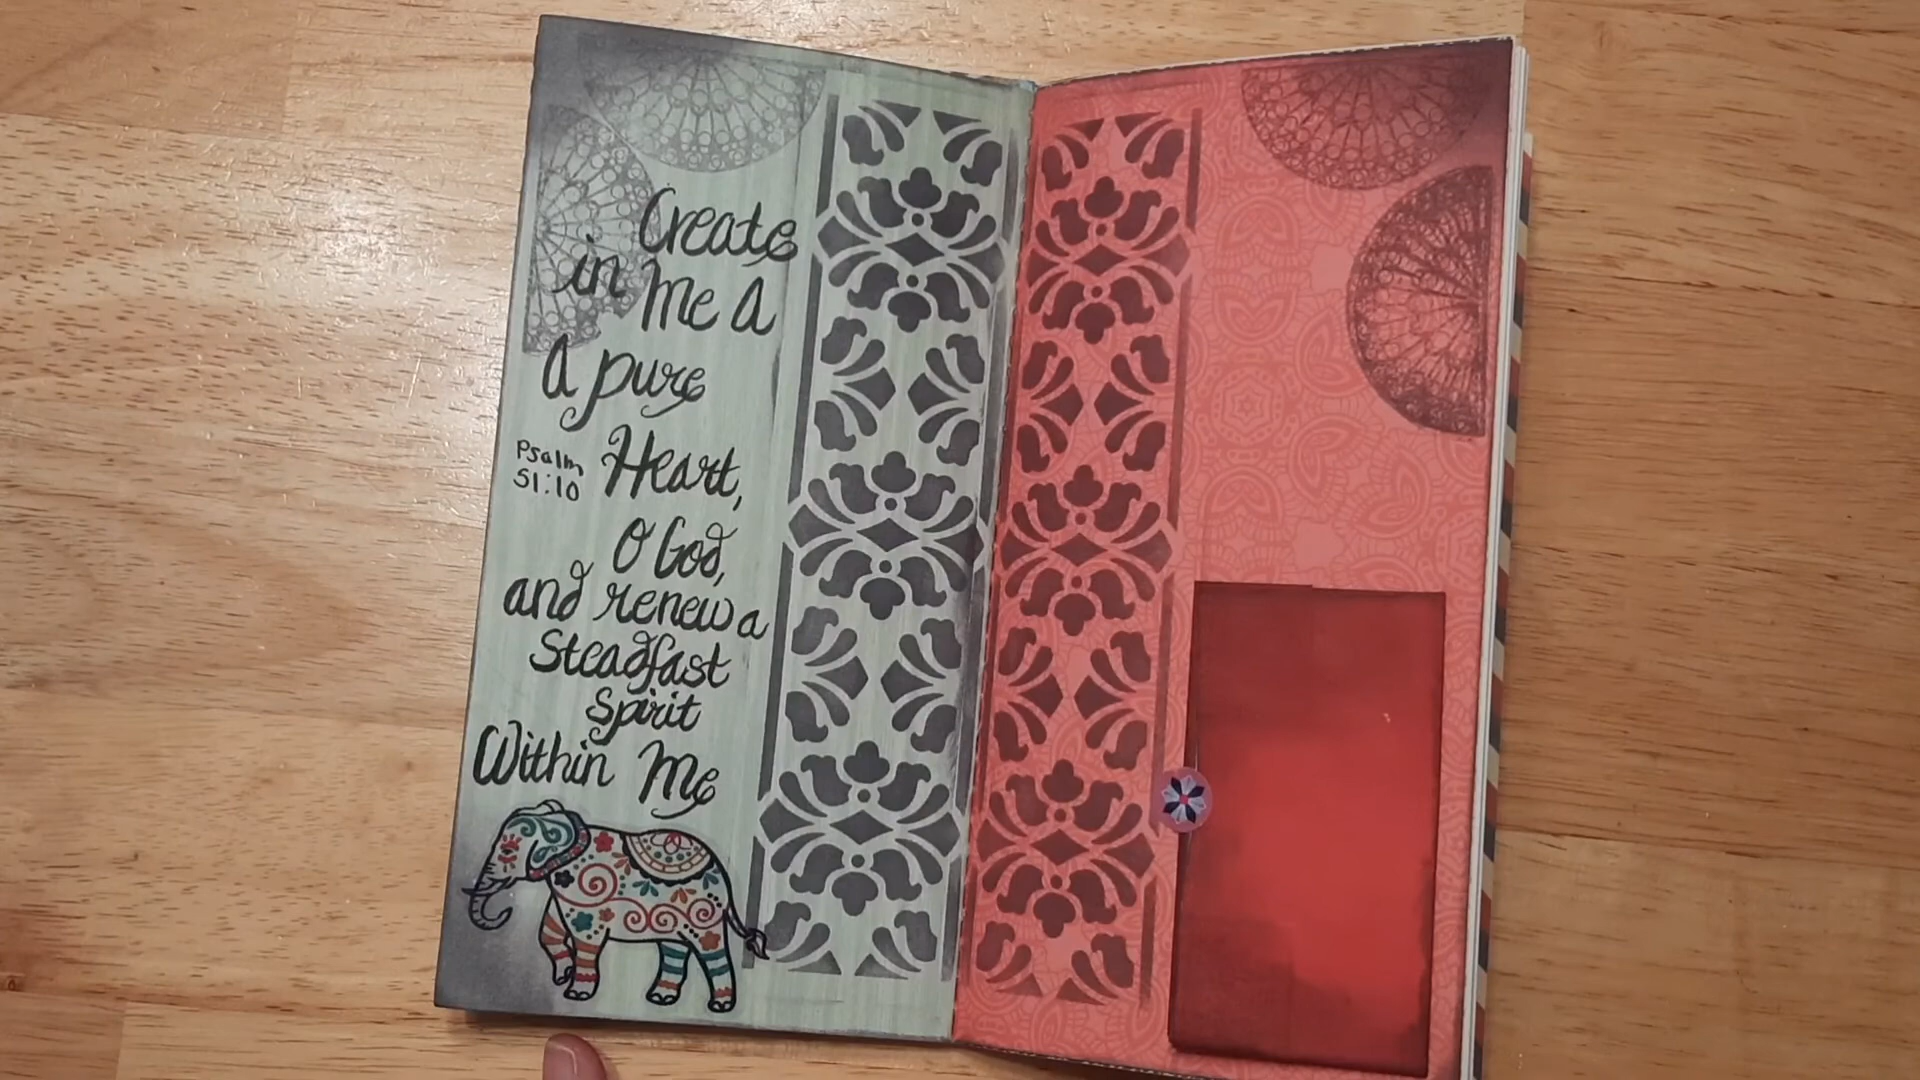 Create
in Me A
A pure
Heart,
Psalm
51:10
O God,
and renew a
Steadfast
Spirit
Within Me